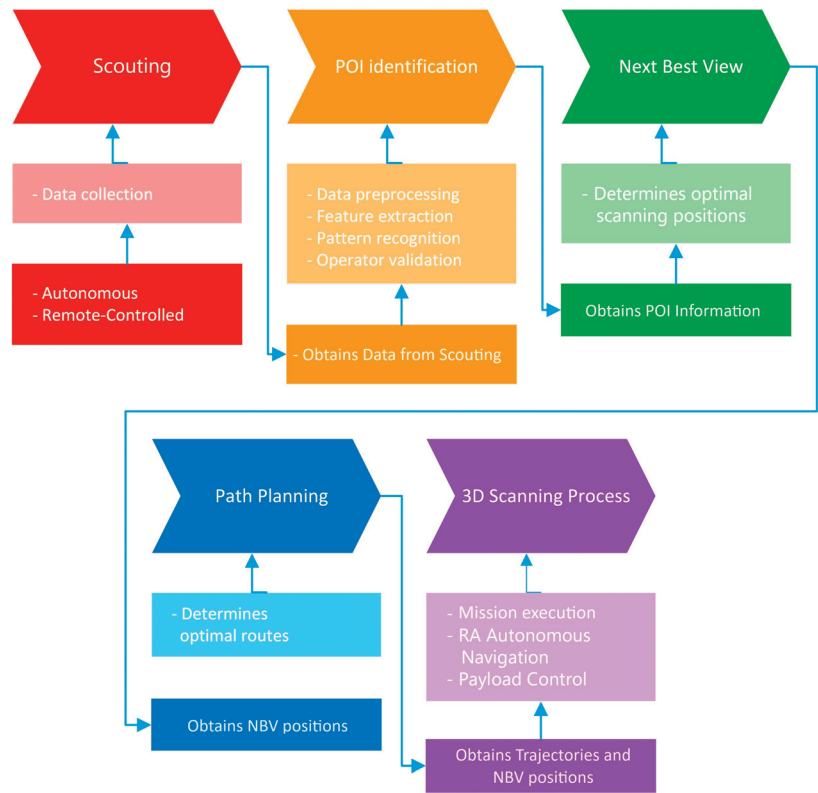 Scouting
- Data collection
- Autonomous
- Remote-Controlled
POI identification
- Data preprocessing
- Feature extraction
- Pattern recognition
- Operator validation
- Obtains Data from Scouting
Next Best View
- Determines optimal
scanning positions
Obtains POI Information
Path Planning
- Determines
optimal routes
Obtains NBV positions
3D Scanning Process
- Mission execution
- RA Autonomous
Navigation
- Payload Control
Obtains Trajectories and
NBV positions